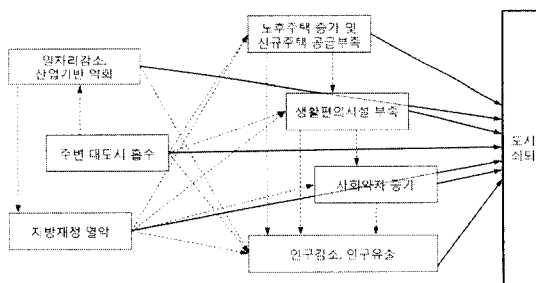 노후주택 증가 및
신규주택 공급부족
일자리감소,
산업기반 약화
생활편의시설 부족
주변 대도시 흡수
도시
쇠퇴
사회약자 증가
지방재정 열악
인구감소, 인구유출